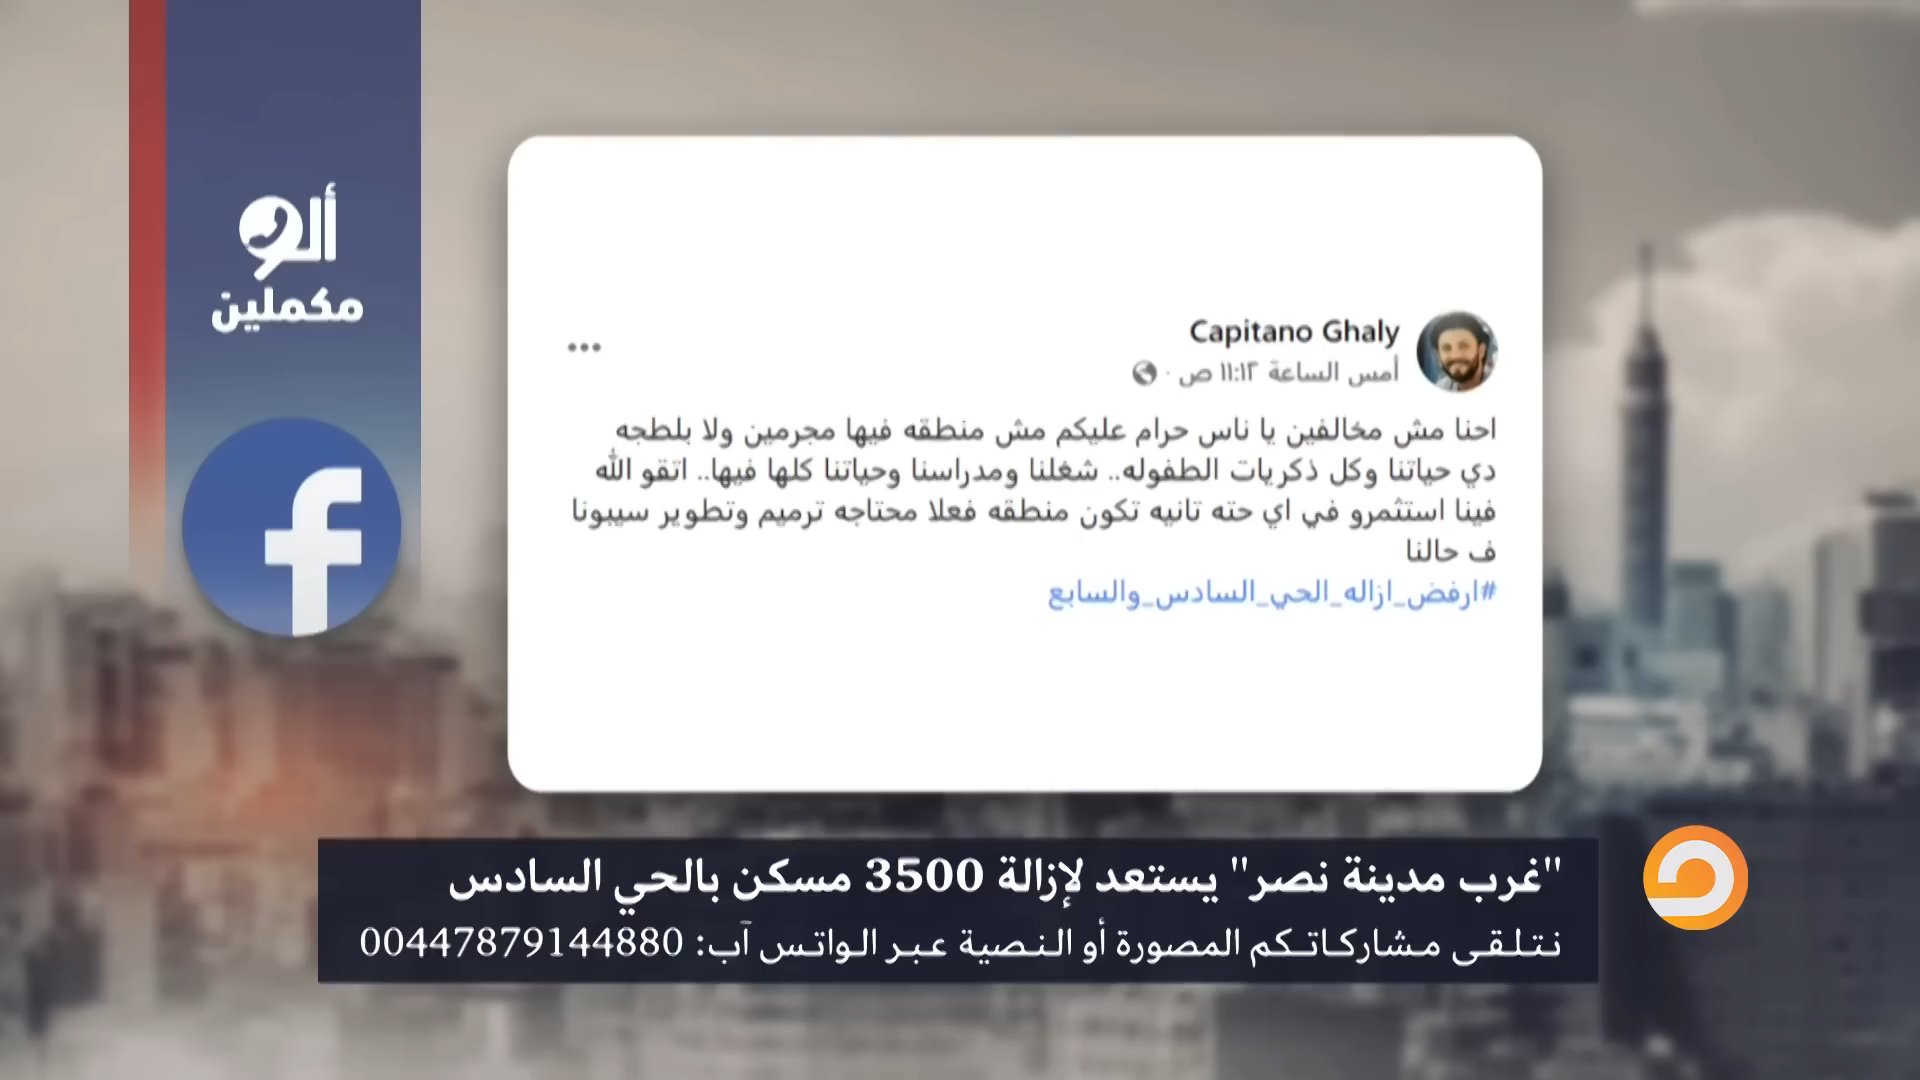 ألو
مكملين
Capitano Ghaly
أمس الساعة ١١:١٢ ص
احنا مش مخالفين يا ناس حرام عليكم مش منطقه فيها مجرمين ولا بلطجه
دي حياتنا وكل ذكريات الطفوله.. شغلنا ومدراسنا وحياتنا كلها فيها.. اتقو الله
فينا استثمرو في اي حته تانيه تكون منطقه فعلا محتاجه ترميم وتطوير سيبونا
ف حالنا
#ارفض_ازاله_الحي_السادس_والسابع
"غرب مدينة نصر" يستعد لإزالة 3500 مسكن بالحي السادس
نتلقى مشاركاتكم المصورة أو النصية عبر الواتس آب: 00447879144880